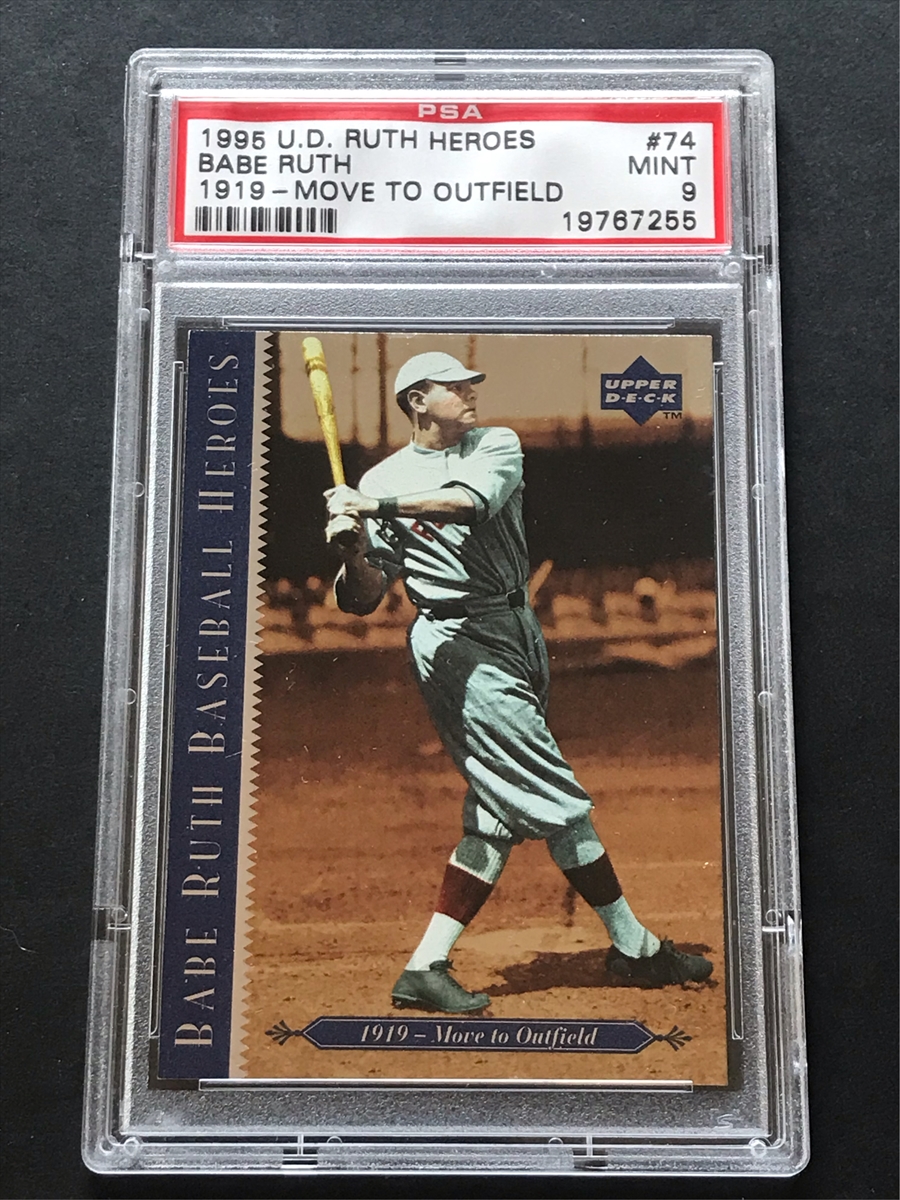 PSA
1995 U.D. RUTH HEROES #74
BABE RUTH MINT
1919 - MOVE TO OUTFIELD 9
19767255
BABE RUTH BASEBALL HEROES
UPPER
D·E·C·K
TM
1919 – Move to Outfield